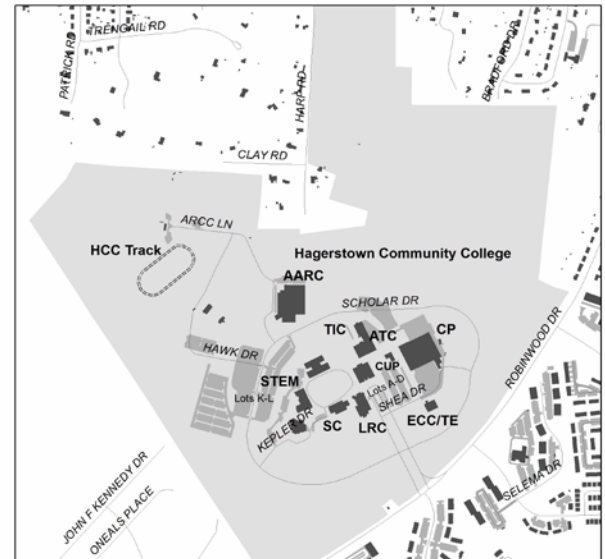 TRENGAIL RD
PATRICK RD
HARP RD
BRADFORD DR
CLAY RD
ARCC LN
HCC Track
Hagerstown Community College
AARC
SCHOLAR DR
TIC
ATC
CP
ROBINWOOD DR
HAWK DR
CUP
STEM
Lots A-D
Lots K-L
SHEA DR
KEPLER DR
SC
LRC
ECC/TE
SELEMA DR
JOHN F KENNEDY DR
ONEALS PLACE